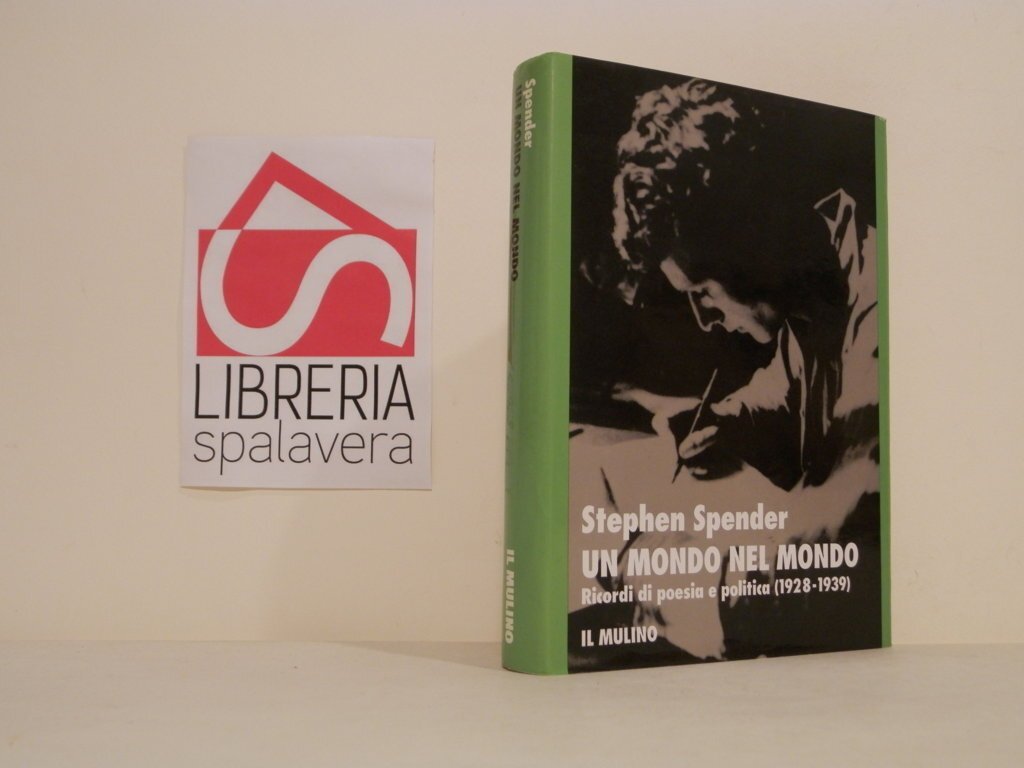 LIBRERIA
spalavera
Spender
UN MONDO NEL MONDO
IL MULINO
Stephen Spender
UN MONDO NEL MONDO
Ricordi di poesia e politica (1928-1939)
IL MULINO